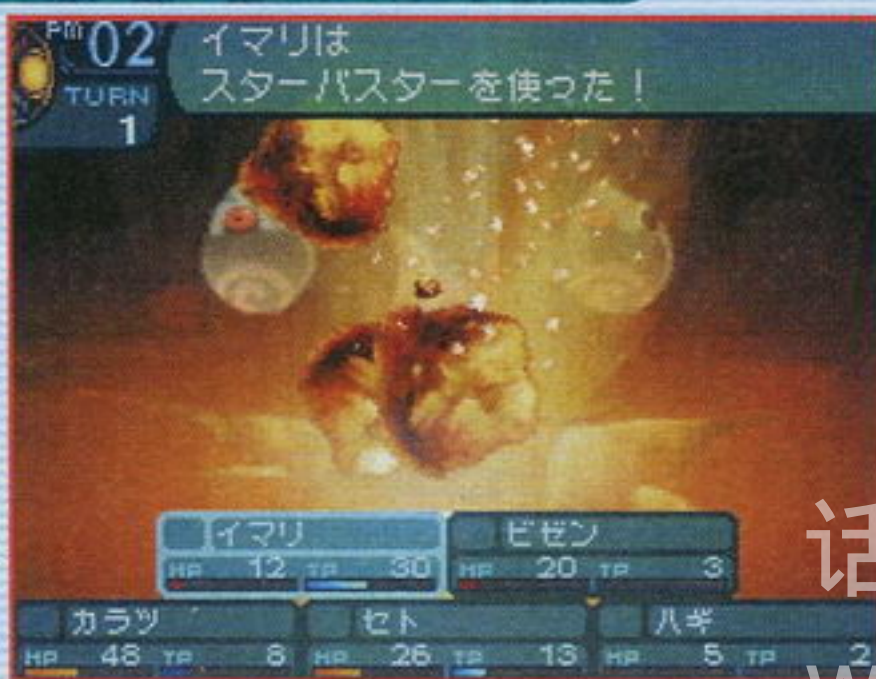 PM 02
TURN
1
イマリは
スターバスターを使った！
イマリ
HP 12 TP 30
ビゼン
HP 20 TP 3
カラツ
HP 48 TP 8
セト
HP 26 TP 13
ハギ
HP 5 TP 2
话